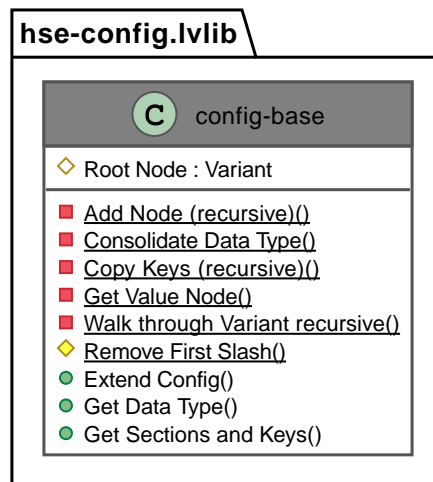 hse-config.lvlib
C config-base
Root Node : Variant
Add Node (recursive)()
Consolidate Data Type()
Copy Keys (recursive)()
Get Value Node()
Walk through Variant recursive()
Remove First Slash()
Extend Config()
Get Data Type()
Get Sections and Keys()